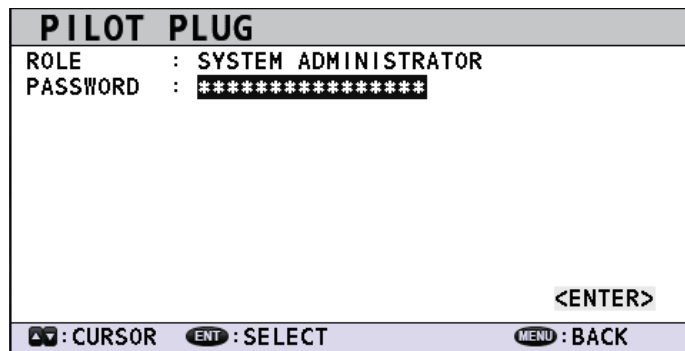 PILOT PLUG
ROLE : SYSTEM ADMINISTRATOR
PASSWORD : ****************
<ENTER>
▲▼:CURSOR ENT:SELECT MENU:BACK